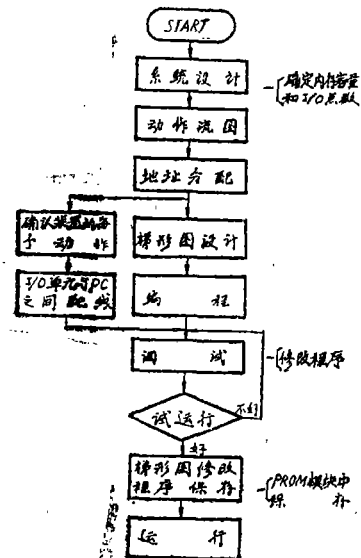 START
系统设计
确定内存容量
和I/O点数
动作流图
地址分配
确认装置的各
予动作
梯形图设计
I/O单元与PC
之间配线
编程
调试
修改程序
试运行
不好
好
梯形图修改
程序保存
PROM模块中
保存
运行